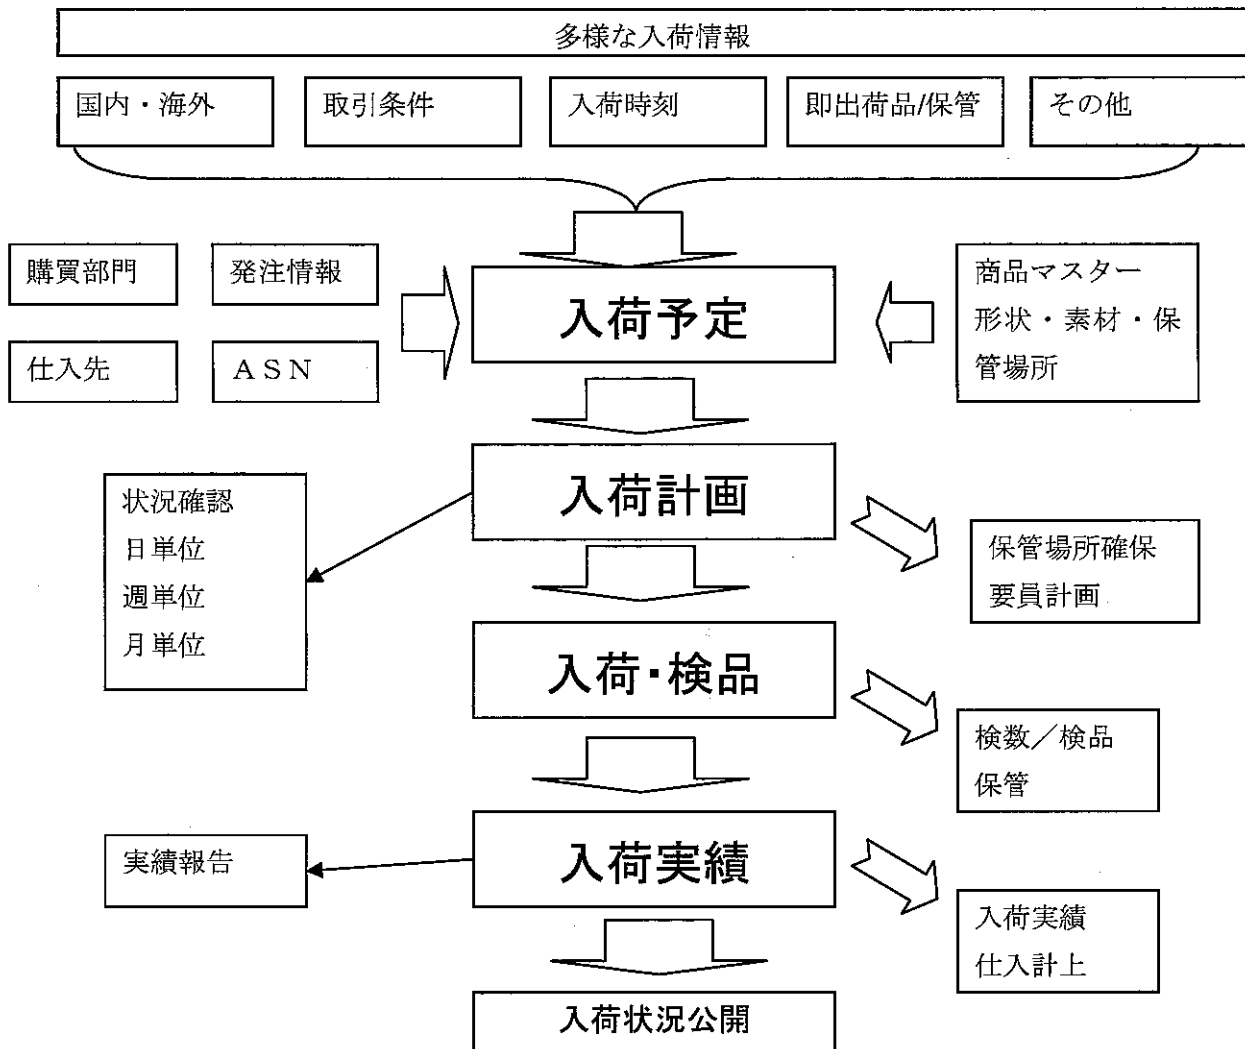 多様な入荷情報
国内・海外
取引条件
入荷時刻
即出荷品/保管
その他
購買部門
発注情報
仕入先
ＡＳＮ
入荷予定
商品マスター
形状・素材・保
管場所
入荷計画
状況確認
日単位
週単位
月単位
保管場所確保
要員計画
入荷・検品
検数／検品
保管
入荷実績
実績報告
入荷実績
仕入計上
入荷状況公開